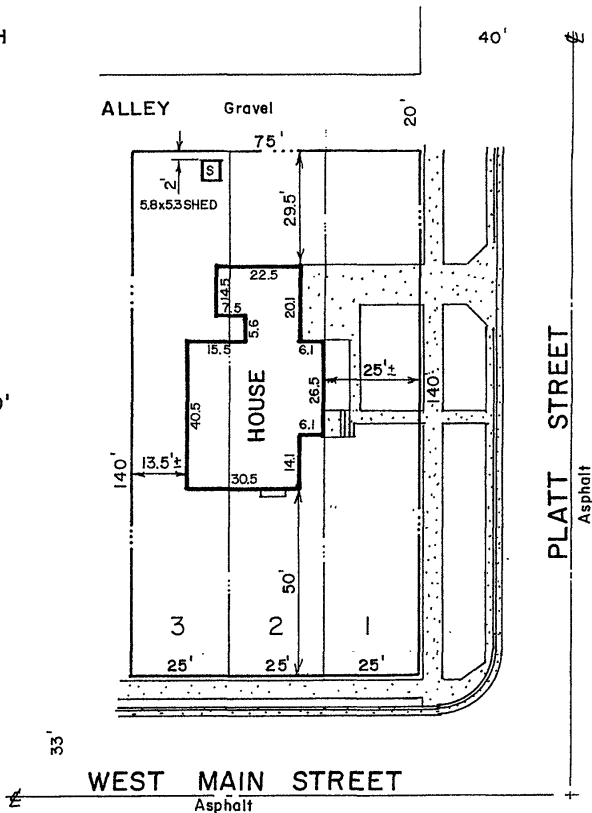 H
40'
ALLEY Gravel
20'
75'
S
2'
5.8x5.3 SHED
29.5'
22.5
14.5
7.5
20.1
5.6
15.5
6.1
25'±
HOUSE
26.5
140'
40.5
6.1
0'
PLATT STREET
Asphalt
140'
13.5'±
14.1
30.5
50'
3 2 1
25' 25' 25'
33'
WEST MAIN STREET
Asphalt